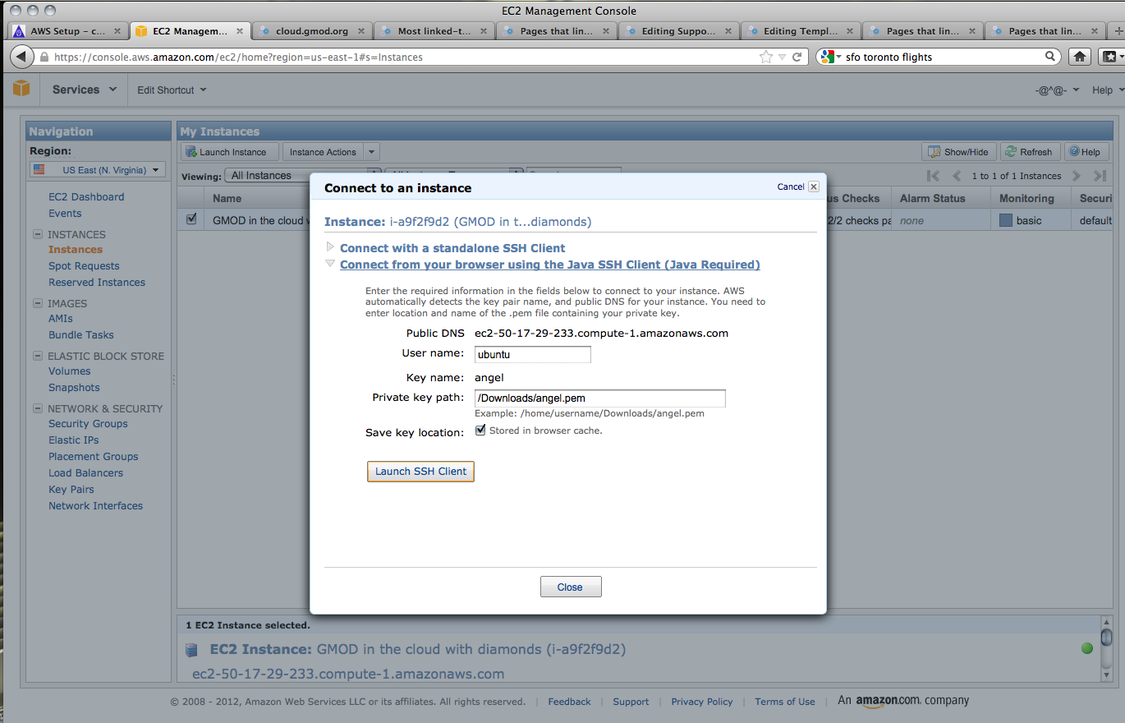 EC2 Management Console
AWS Setup – c...
EC2 Managem...
cloud.gmod.org
Most linked-t...
Pages that lin...
Editing Suppo...
Editing Templ...
Pages that lin...
Pages that lin...
https://console.aws.amazon.com/ec2/home?region=us-east-1#s=Instances
sfo toronto flights
Services
Edit Shortcut
-@^@-
Help
Navigation
Region:
US East (N. Virginia)
EC2 Dashboard
Events
INSTANCES
Instances
Spot Requests
Reserved Instances
IMAGES
AMIs
Bundle Tasks
ELASTIC BLOCK STORE
Volumes
Snapshots
NETWORK & SECURITY
Security Groups
Elastic IPs
Placement Groups
Load Balancers
Key Pairs
Network Interfaces
My Instances
Launch Instance
Instance Actions
Show/Hide
Refresh
Help
Viewing:
All Instances
1 to 1 of 1 Instances
Name
Checks
Alarm Status
Monitoring
Securi
GMOD in the cloud
2/2 checks pa
none
basic
default
Connect to an instance
Cancel
Instance: i-a9f2f9d2 (GMOD in t...diamonds)
Connect with a standalone SSH Client
Connect from your browser using the Java SSH Client (Java Required)
Enter the required information in the fields below to connect to your instance. AWS
automatically detects the key pair name, and public DNS for your instance. You need to
enter location and name of the .pem file containing your private key.
Public DNS ec2-50-17-29-233.compute-1.amazonaws.com
User name: ubuntu
Key name: angel
Private key path: /Downloads/angel.pem
Example: /home/username/Downloads/angel.pem
Save key location: Stored in browser cache.
Launch SSH Client
Close
1 EC2 Instance selected.
EC2 Instance: GMOD in the cloud with diamonds (i-a9f2f9d2)
ec2-50-17-29-233.compute-1.amazonaws.com
© 2008 - 2012, Amazon Web Services LLC or its affiliates. All rights reserved. | Feedback | Support | Privacy Policy | Terms of Use | An amazon.com. company